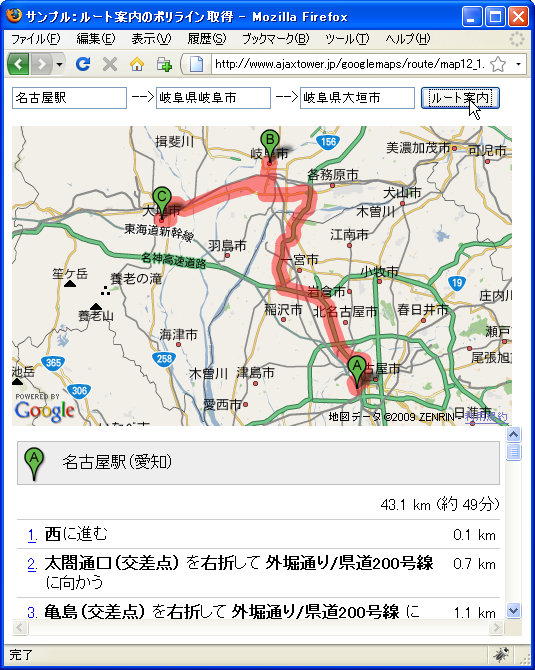 サンプル：ルート案内のポリライン取得 - Mozilla Firefox
ファイル(F) 編集(E) 表示(V) 履歴(S) ブックマーク(B) ツール(T) ヘルプ(H)
http://www.ajaxtower.jp/googlemaps/route/map12_1.
名古屋駅 --> 岐阜県岐阜市 --> 岐阜県大垣市 ルート案内
揖斐川
岐阜市
156
美濃加茂市
可児市
各務原市
犬山市
大垣市
木曽川
東海道新幹線
羽島市
江南市
名神高速道路
一宮市
小牧市
笹ケ岳
養老の滝
岩倉市
19
庄内川
養老山
稲沢市
北名古屋市
春日井市
海津市
瀬戸
365
258
木曽川
津島市
名古屋市
尾張旭
池岳
306
愛西市
日進市
POWERED BY
Google
地図データ ©2009 ZENRIN - 利用規約
A
B
C
A 名古屋駅(愛知)
43.1 km (約 49分)
1. 西に進む 0.1 km
2. 太閤通口(交差点) を右折して 外堀通り/県道200号線 に向かう 0.7 km
3. 亀島(交差点) を右折して 外堀通り/県道200号線 に 1.1 km
完了